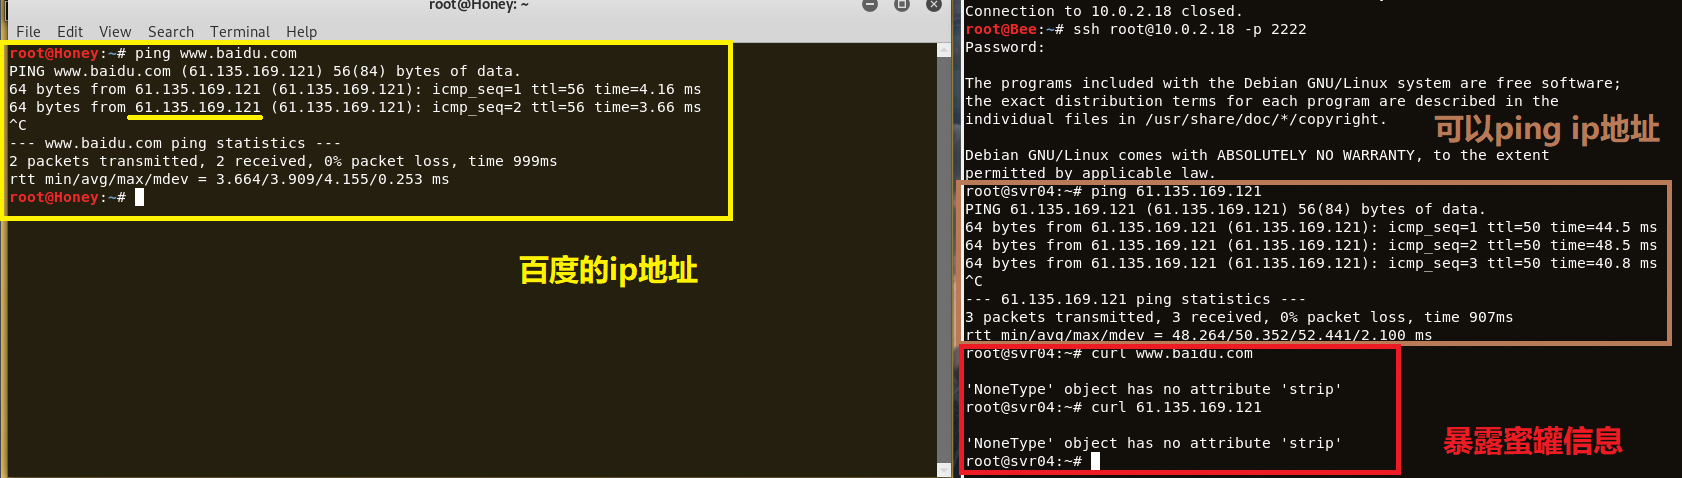 root@Honey: ~
File Edit View Search Terminal Help
root@Honey:~# ping www.baidu.com
PING www.baidu.com (61.135.169.121) 56(84) bytes of data.
64 bytes from 61.135.169.121 (61.135.169.121): icmp_seq=1 ttl=56 time=4.16 ms
64 bytes from 61.135.169.121 (61.135.169.121): icmp_seq=2 ttl=56 time=3.66 ms
^C
--- www.baidu.com ping statistics ---
2 packets transmitted, 2 received, 0% packet loss, time 999ms
rtt min/avg/max/mdev = 3.664/3.909/4.155/0.253 ms
root@Honey:~#
百度的ip地址
Connection to 10.0.2.18 closed.
root@Bee:~# ssh root@10.0.2.18 -p 2222
Password:
The programs included with the Debian GNU/Linux system are free software;
the exact distribution terms for each program are described in the
individual files in /usr/share/doc/*/copyright.
可以ping ip地址
Debian GNU/Linux comes with ABSOLUTELY NO WARRANTY, to the extent
permitted by applicable law.
root@svr04:~# ping 61.135.169.121
PING 61.135.169.121 (61.135.169.121) 56(84) bytes of data.
64 bytes from 61.135.169.121 (61.135.169.121): icmp_seq=1 ttl=50 time=44.5 ms
64 bytes from 61.135.169.121 (61.135.169.121): icmp_seq=2 ttl=50 time=48.5 ms
64 bytes from 61.135.169.121 (61.135.169.121): icmp_seq=3 ttl=50 time=40.8 ms
^C
--- 61.135.169.121 ping statistics ---
3 packets transmitted, 3 received, 0% packet loss, time 907ms
rtt min/avg/max/mdev = 48.264/50.352/52.441/2.100 ms
root@svr04:~# curl www.baidu.com
'NoneType' object has no attribute 'strip'
root@svr04:~# curl 61.135.169.121
'NoneType' object has no attribute 'strip'
root@svr04:~#
暴露蜜罐信息